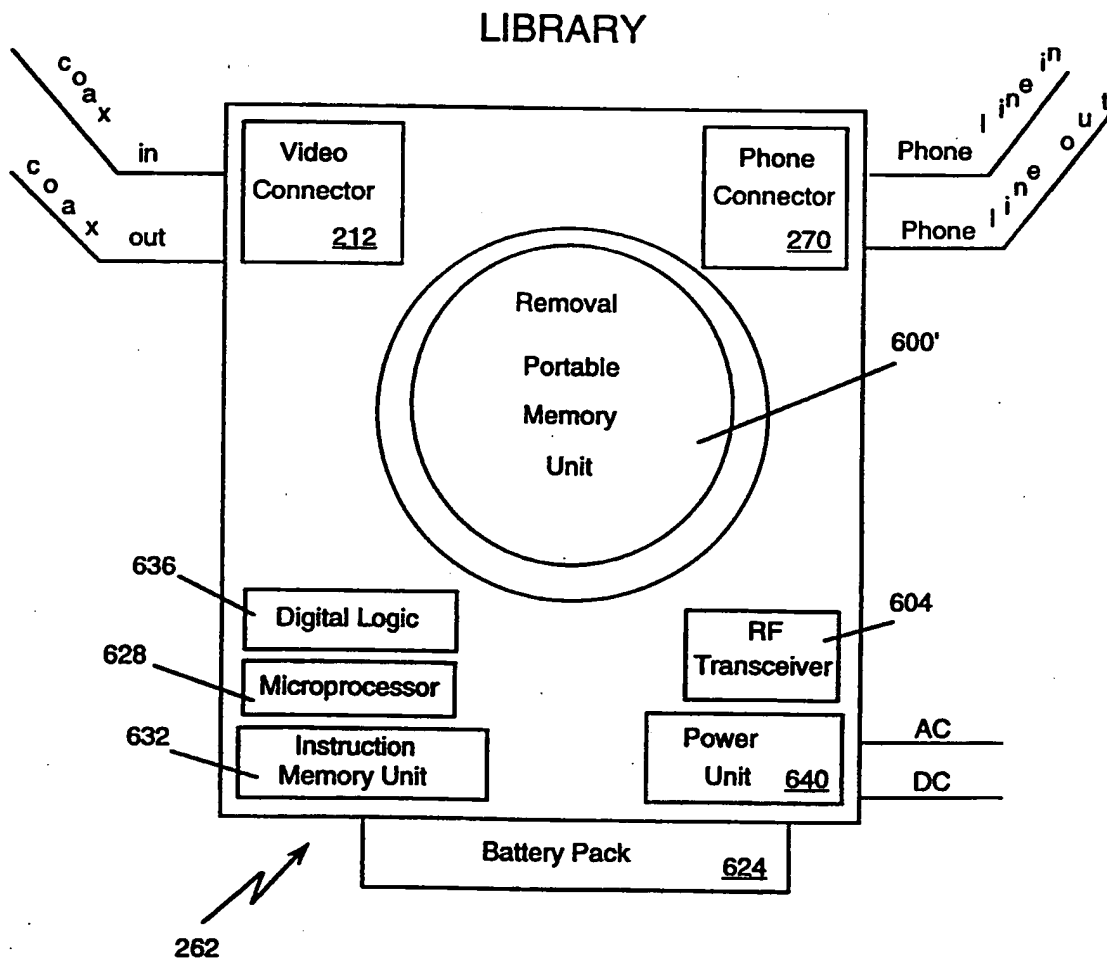 LIBRARY
coax
in
coax
out
Video
Connector
212
Phone
Connector
270
Phone line in
Phone line out
Removal
Portable
Memory
Unit
600'
636
Digital Logic
628
Microprocessor
632
Instruction
Memory Unit
RF
Transceiver
604
Power
Unit
640
AC
DC
Battery Pack
624
262